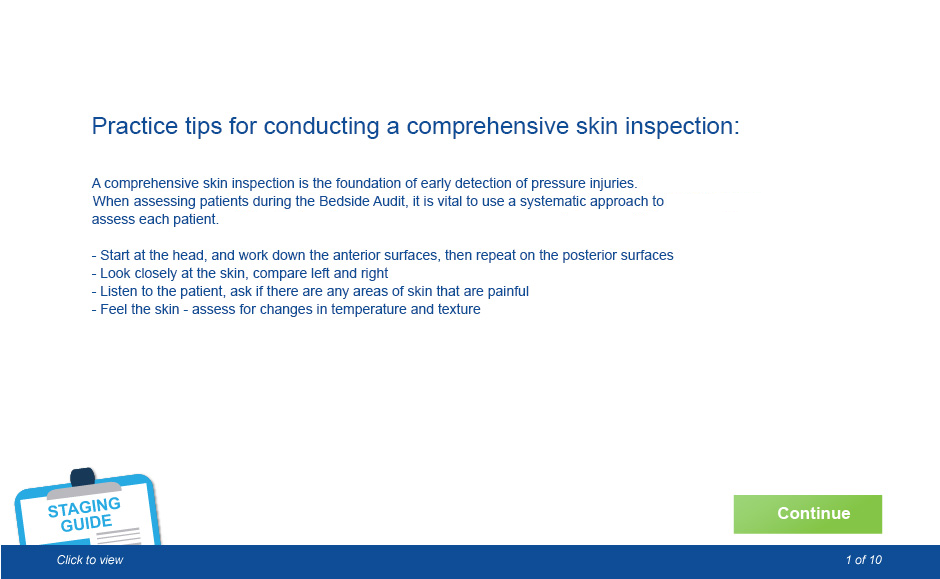 Practice tips for conducting a comprehensive skin inspection:
A comprehensive skin inspection is the foundation of early detection of pressure injuries.
When assessing patients during the Bedside Audit, it is vital to use a systematic approach to
assess each patient.
- Start at the head, and work down the anterior surfaces, then repeat on the posterior surfaces
- Look closely at the skin, compare left and right
- Listen to the patient, ask if there are any areas of skin that are painful
- Feel the skin - assess for changes in temperature and texture
STAGING
GUIDE
Continue
Click to view
1 of 10